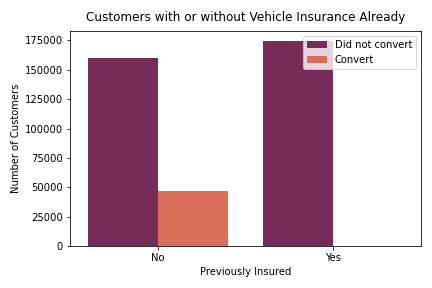 Customers with or without Vehicle Insurance Already
Number of Customers
175000
150000
125000
100000
75000
50000
25000
0
Did not convert
Convert
No
Yes
Previously Insured